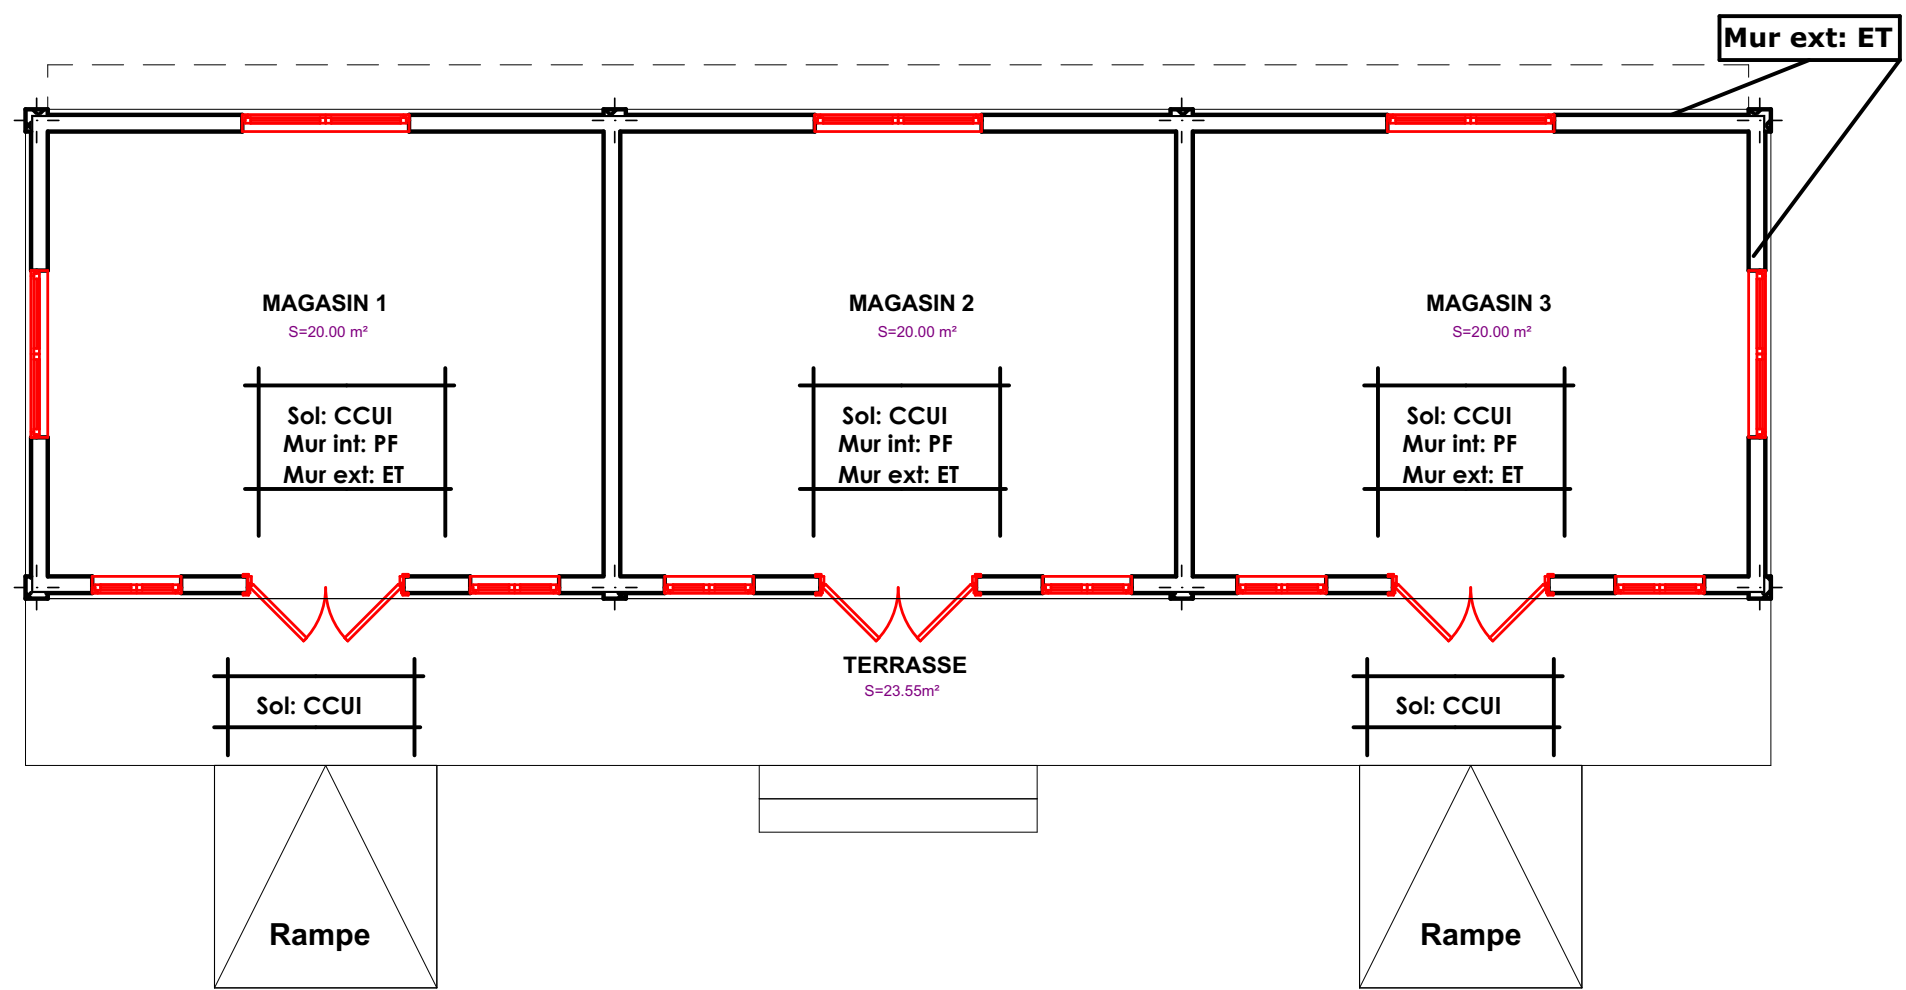 Mur ext: ET
MAGASIN 1
S=20.00 m²
Sol: CCUI
Mur int: PF
Mur ext: ET
MAGASIN 2
S=20.00 m²
Sol: CCUI
Mur int: PF
Mur ext: ET
MAGASIN 3
S=20.00 m²
Sol: CCUI
Mur int: PF
Mur ext: ET
TERRASSE
S=23.55m²
Sol: CCUI
Sol: CCUI
Rampe
Rampe